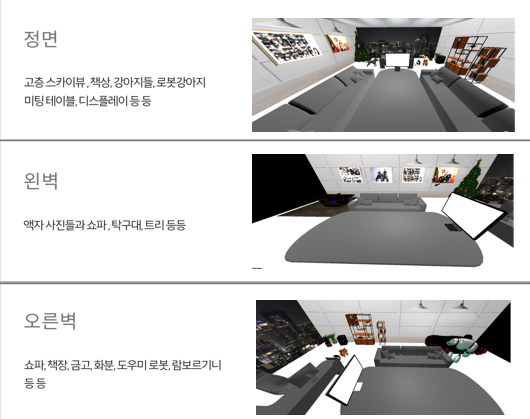 정면
고층 스카이뷰 , 책상, 강아지들, 로봇강아지
미팅 테이블, 디스플레이 등 등
왼벽
액자 사진들과 쇼파 , 탁구대, 트리 등등
오른벽
쇼파, 책장, 금고, 화분, 도우미 로봇, 람보르기니
등 등